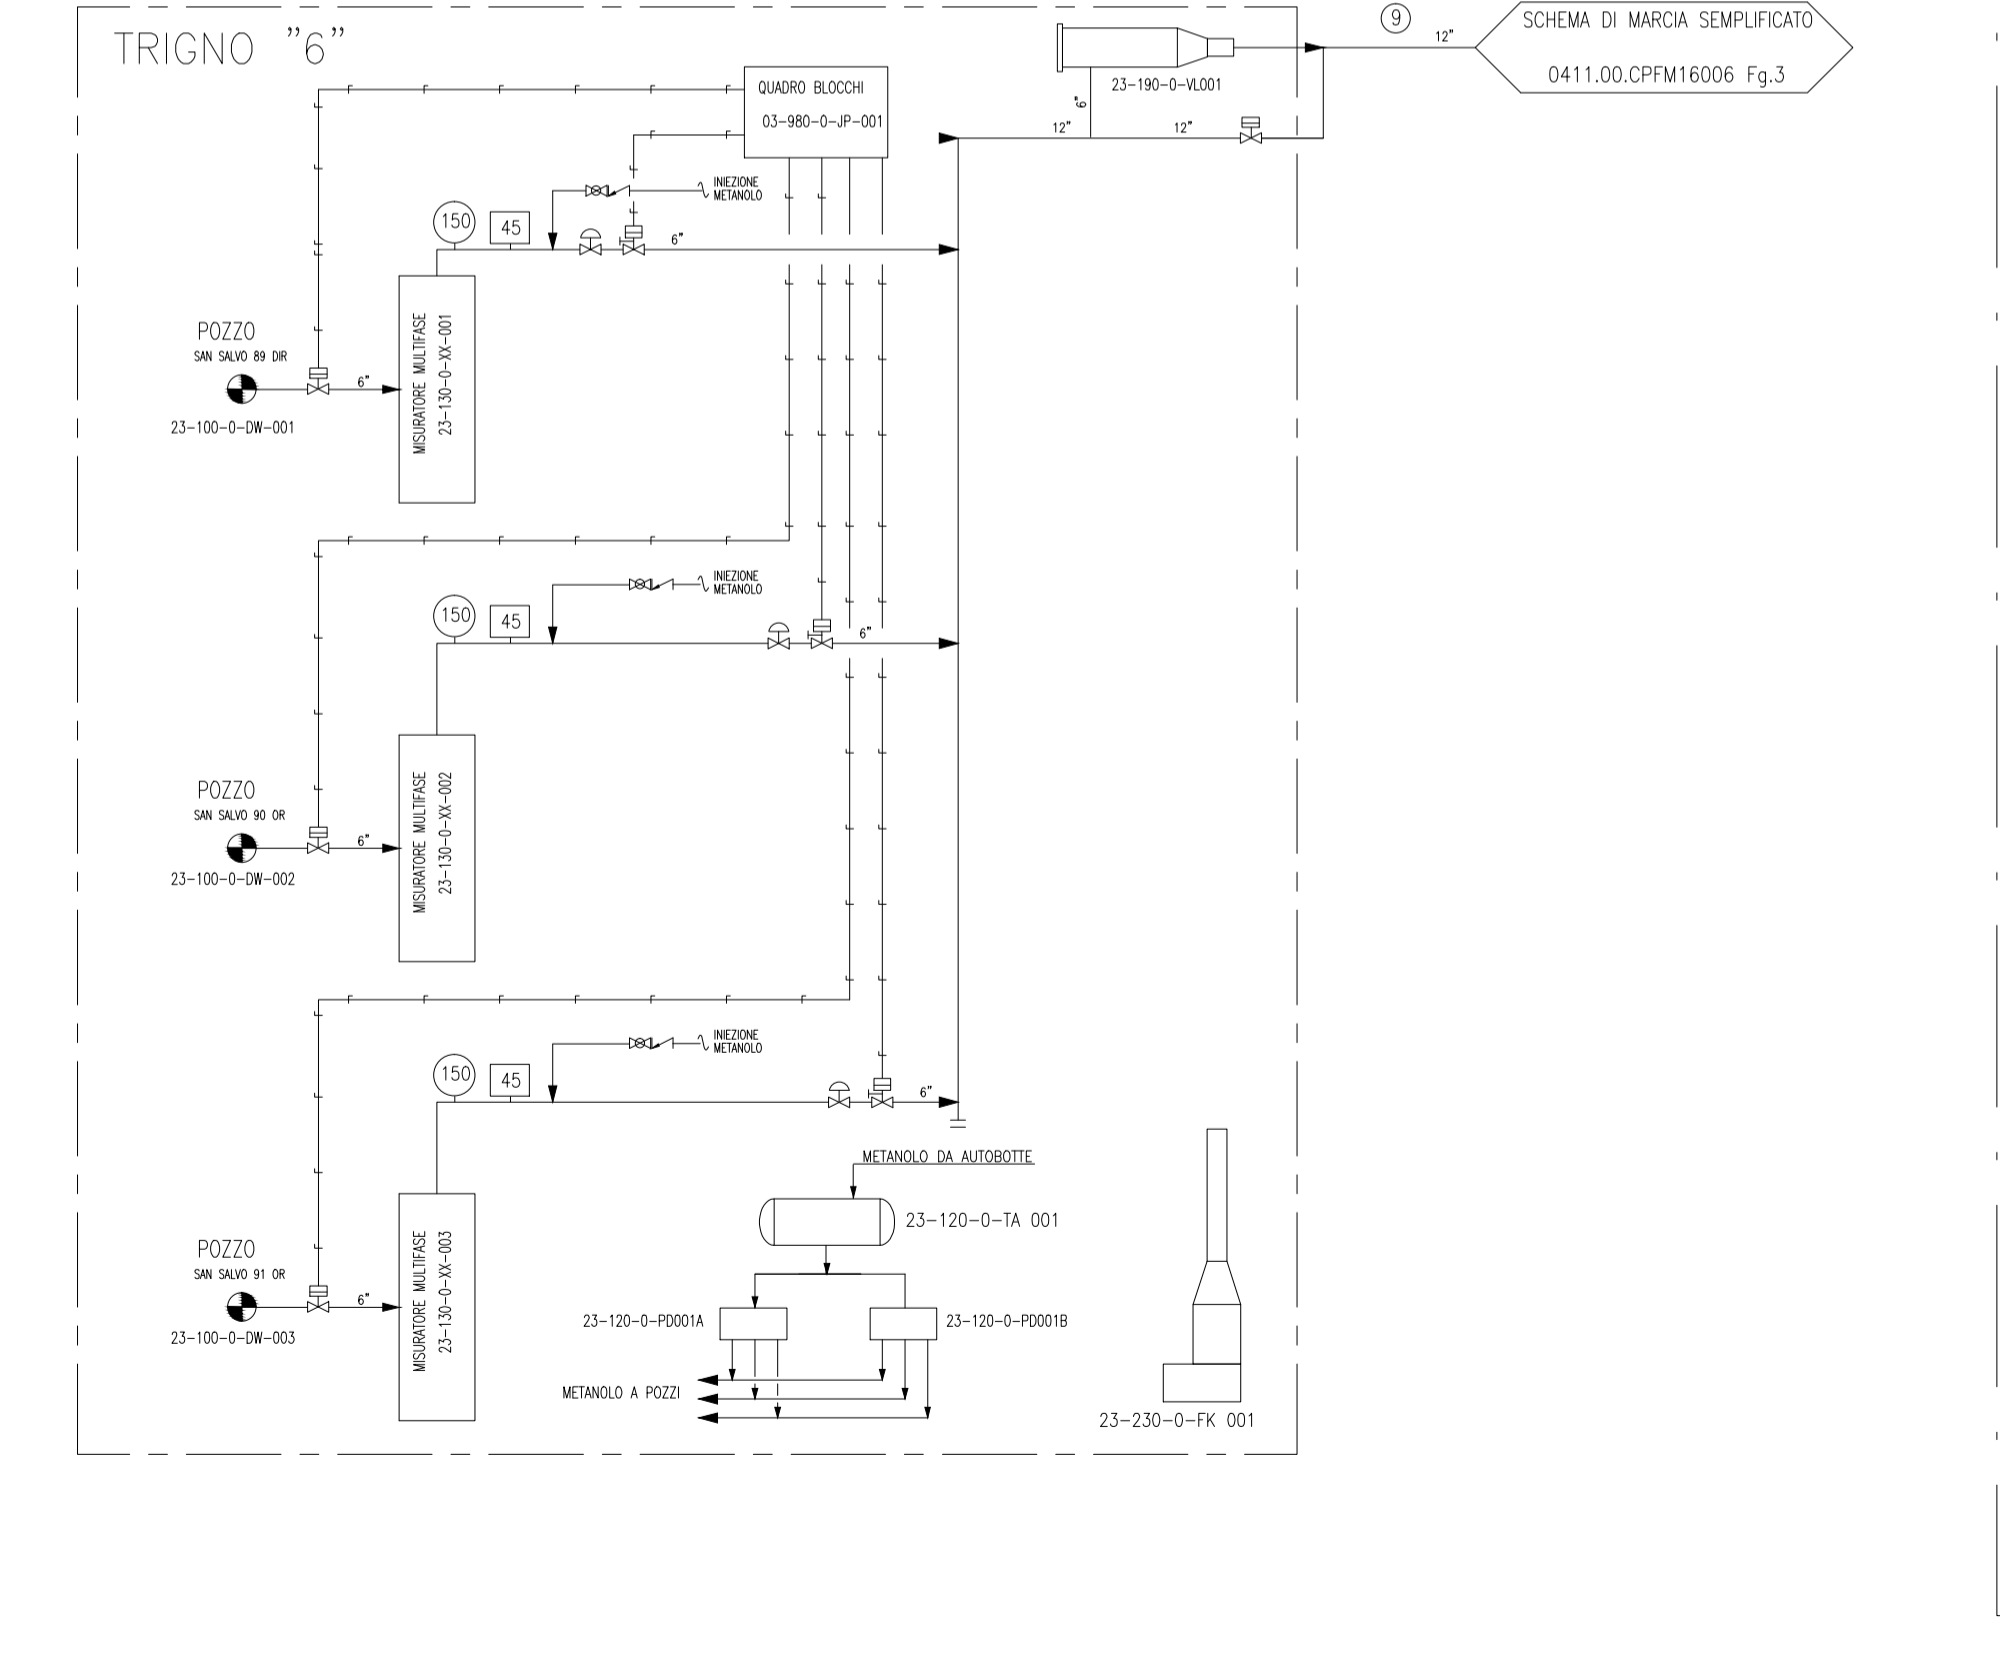 TRIGNO "6"
9
12"
SCHEMA DI MARCIA SEMPLIFICATO
0411.00.CPFM16006 Fg.3
23-190-0-VL001
6"
12"
12"
QUADRO BLOCCHI
03-980-0-JP-001
INIEZIONE
METANOLO
150
45
6"
POZZO
SAN SALVO 89 DIR
6"
23-100-0-DW-001
MISURATORE MULTIFASE
23-130-0-XX-001
INIEZIONE
METANOLO
150
45
6"
POZZO
SAN SALVO 90 OR
6"
23-100-0-DW-002
MISURATORE MULTIFASE
23-130-0-XX-002
INIEZIONE
METANOLO
150
45
6"
POZZO
SAN SALVO 91 OR
6"
23-100-0-DW-003
MISURATORE MULTIFASE
23-130-0-XX-003
METANOLO DA AUTOBOTTE
23-120-0-TA 001
23-120-0-PD001A
23-120-0-PD001B
METANOLO A POZZI
23-230-0-FK 001